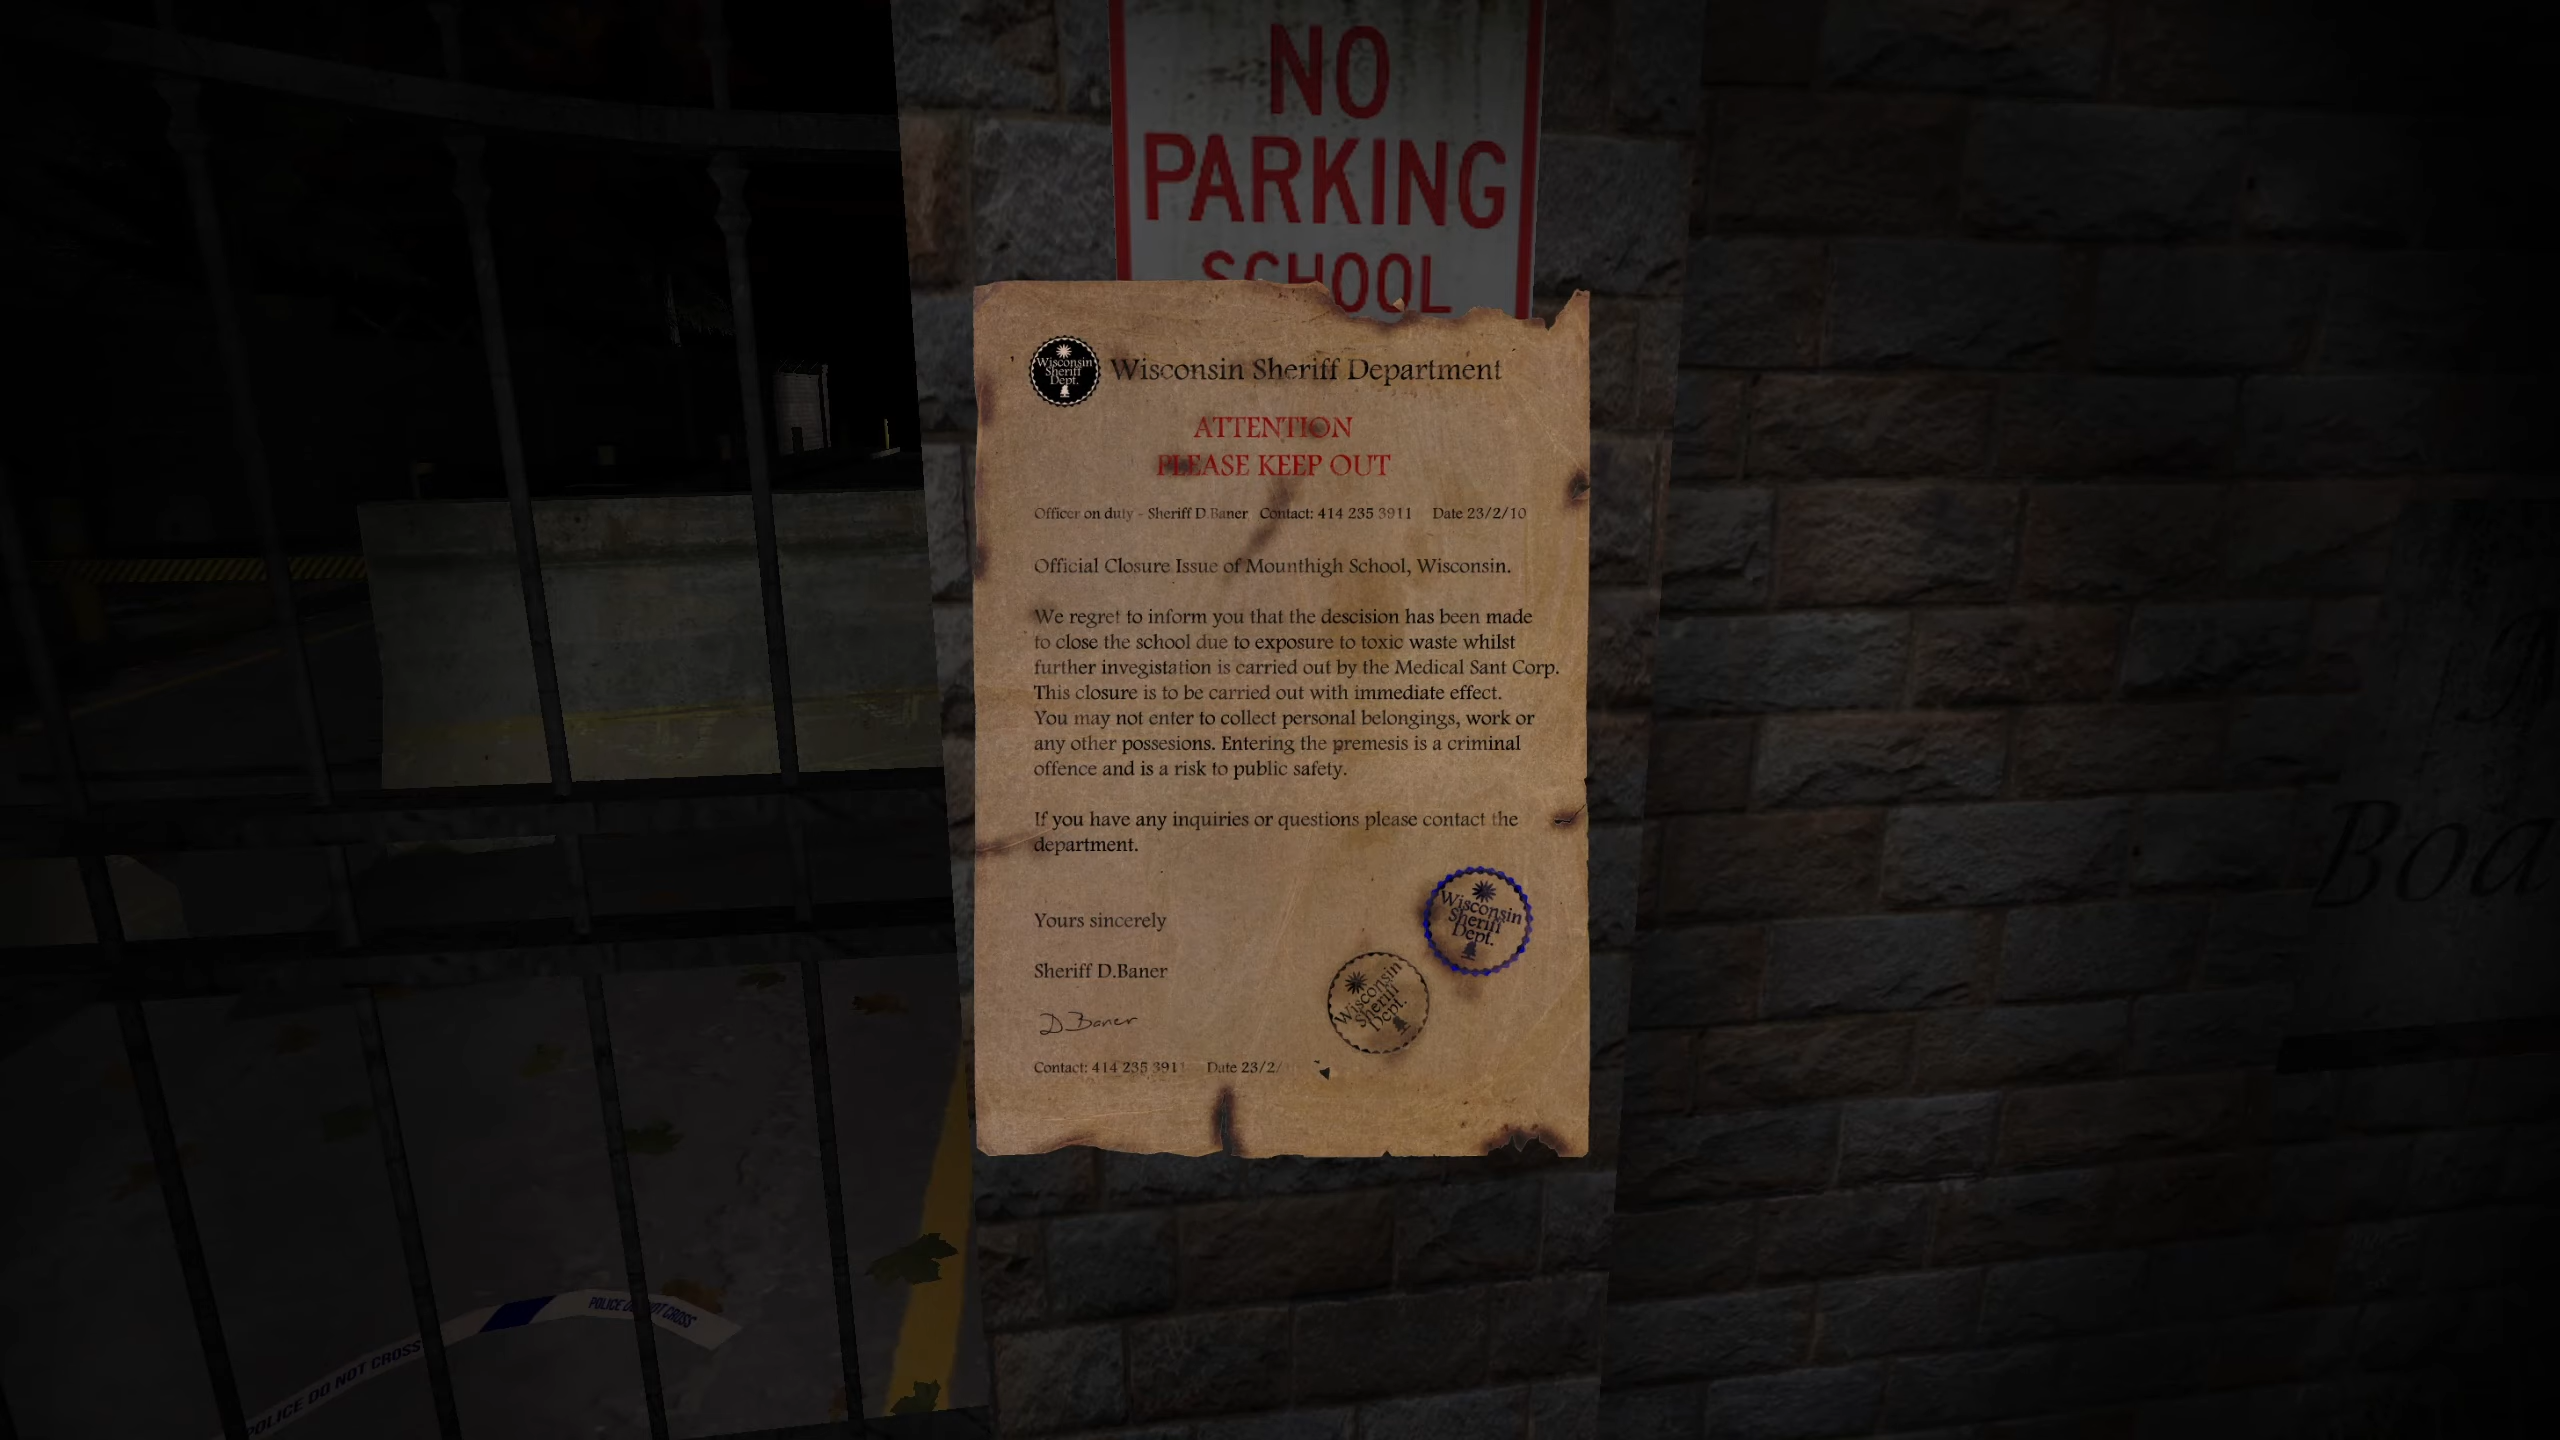 NO
PARKING
SCHOOL
Wisconsin
Sheriff
Dept.
Wisconsin Sheriff Department
ATTENTION
PLEASE KEEP OUT
Officer on duty - Sheriff D Baner Contact: 414 235 3911 Date 23/2/10
Official Closure Issue of Mounthigh School, Wisconsin.
We regret to inform you that the descision has been made
to close the school due to exposure to toxic waste whilst
further invegistation is carried out by the Medical Sant Corp.
This closure is to be carried out with immediate effect.
You may not enter to collect personal belongings, work or
any other possesions. Entering the premesis is a criminal
offence and is a risk to public safety.
If you have any inquiries or questions please contact the
department.
Yours sincerely
Sheriff D.Baner
D Baner
Contact: 414 235 3911 Date 23/2/
Wisconsin
Sheriff
Dept.
Wisconsin
Sheriff
Dept.
Boa
POLICE DO NOT CROSS
POLICE DO NOT CROSS